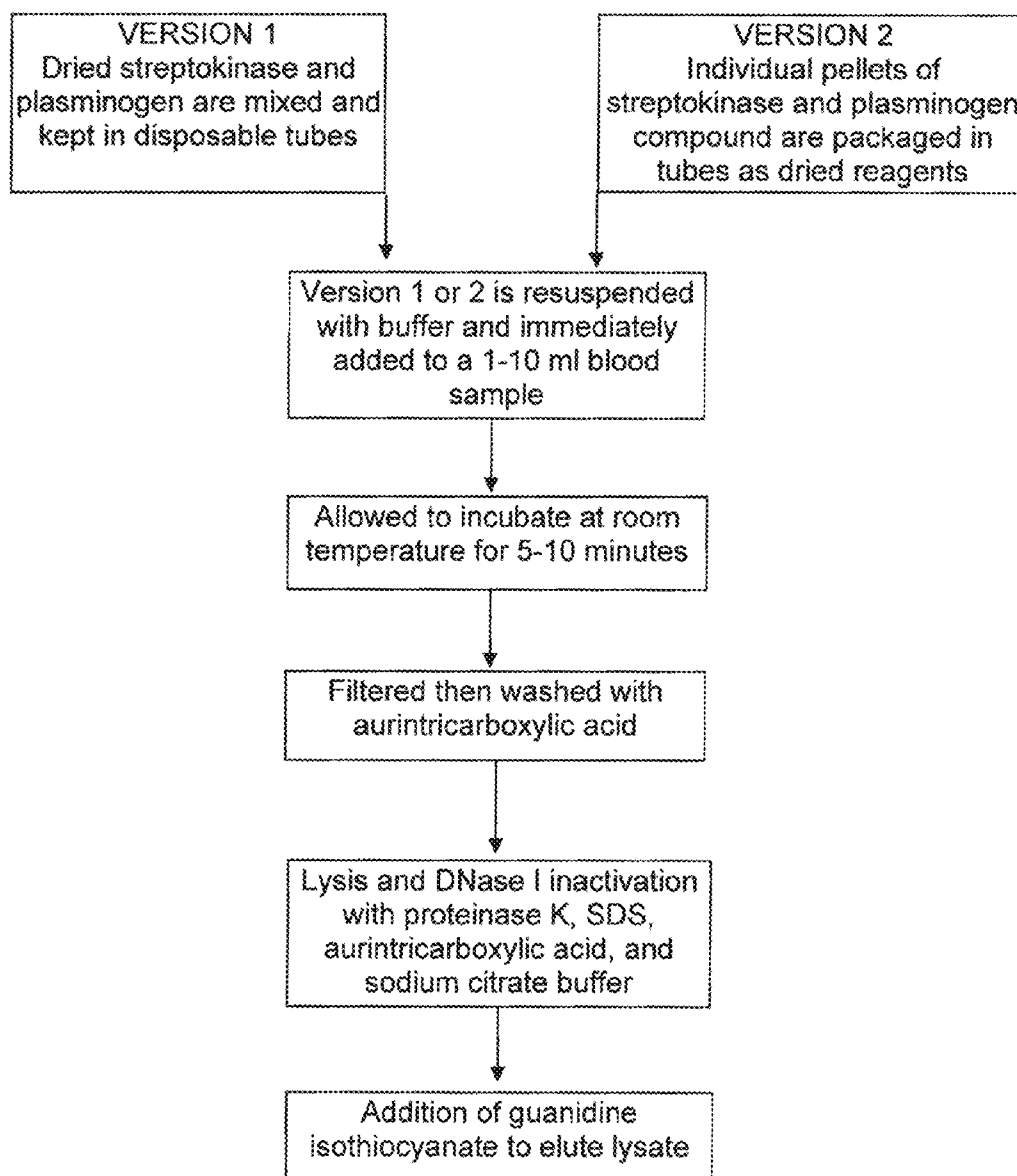 VERSION 1
Dried streptokinase and
plasminogen are mixed and
kept in disposable tubes
VERSION 2
Individual pellets of
streptokinase and plasminogen
compound are packaged in
tubes as dried reagents
Version 1 or 2 is resuspended
with buffer and immediately
added to a 1-10 ml blood
sample
Allowed to incubate at room
temperature for 5-10 minutes
Filtered then washed with
aurintricarboxylic acid
Lysis and DNase I inactivation
with proteinase K, SDS,
aurintricarboxylic acid, and
sodium citrate buffer
Addition of guanidine
isothiocyanate to elute lysate